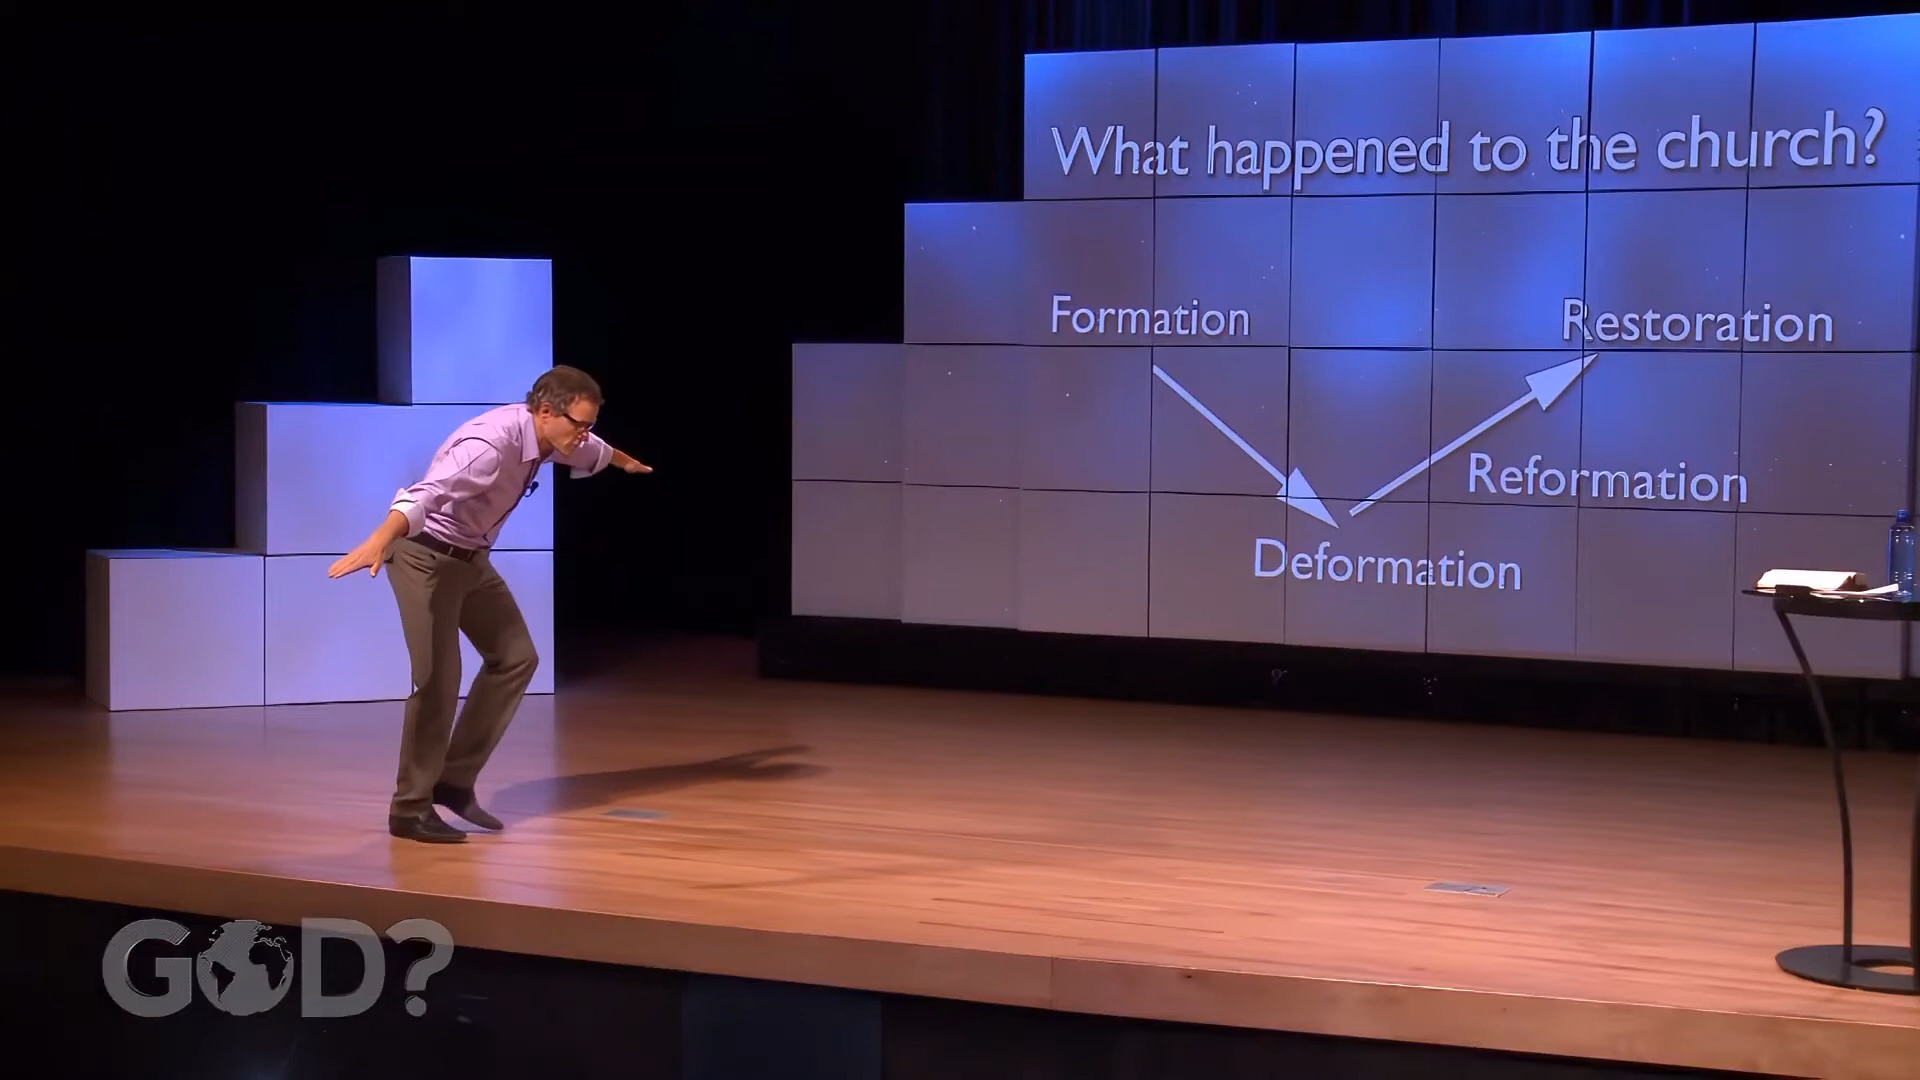 What happened to the church?
Formation
Restoration
Reformation
Deformation
GOD?